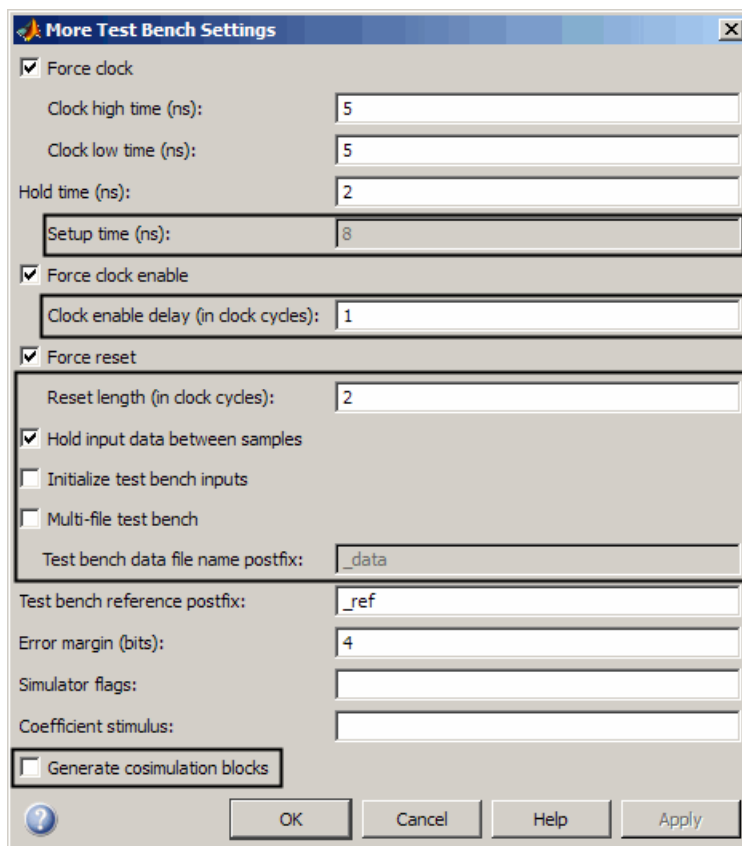 More Test Bench Settings
Force clock
Clock high time (ns): 5
Clock low time (ns): 5
Hold time (ns): 2
Setup time (ns): 8
Force clock enable
Clock enable delay (in clock cycles): 1
Force reset
Reset length (in clock cycles): 2
Hold input data between samples
Initialize test bench inputs
Multi-file test bench
Test bench data file name postfix: _data
Test bench reference postfix: _ref
Error margin (bits): 4
Simulator flags:
Coefficient stimulus:
Generate cosimulation blocks
? OK Cancel Help Apply